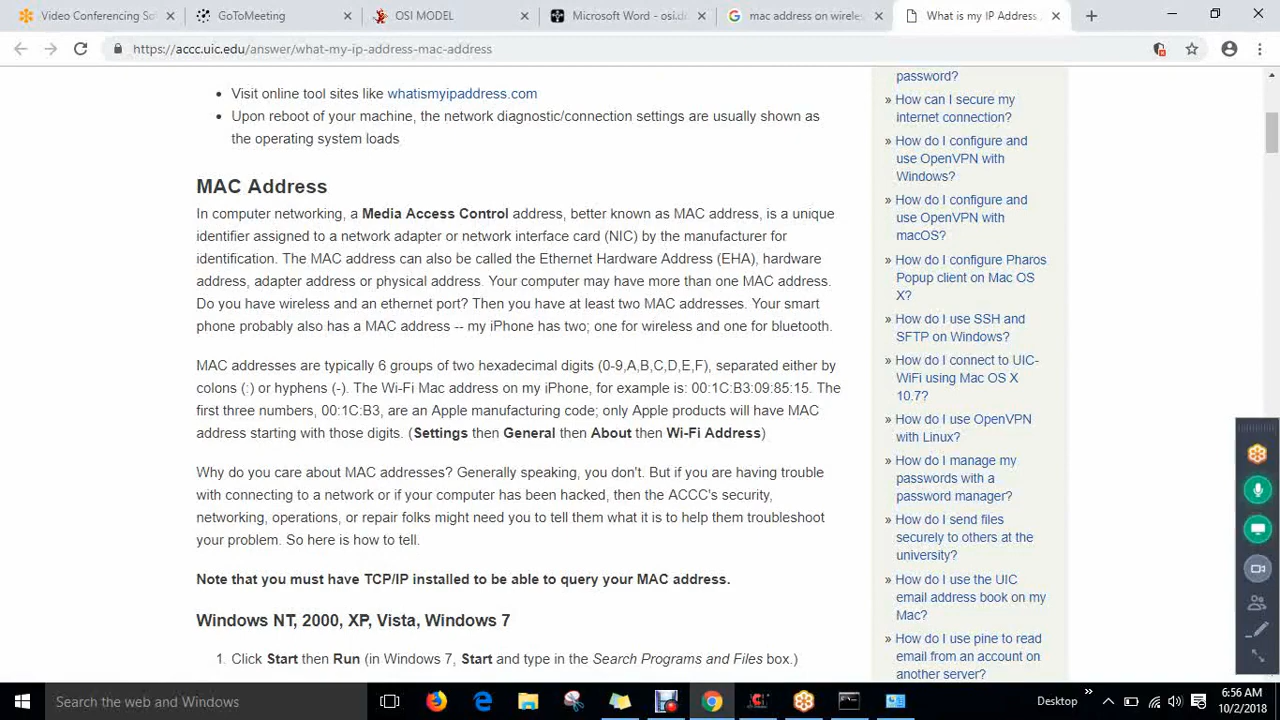 Video Conferencing So
GoToMeeting
OSI MODEL
Microsoft Word - osi.d
mac address on wirele
What is my IP Address
https://accc.uic.edu/answer/what-my-ip-address-mac-address
• Visit online tool sites like whatismyipaddress.com
• Upon reboot of your machine, the network diagnostic/connection settings are usually shown as
the operating system loads
MAC Address
In computer networking, a Media Access Control address, better known as MAC address, is a unique
identifier assigned to a network adapter or network interface card (NIC) by the manufacturer for
identification. The MAC address can also be called the Ethernet Hardware Address (EHA), hardware
address, adapter address or physical address. Your computer may have more than one MAC address.
Do you have wireless and an ethernet port? Then you have at least two MAC addresses. Your smart
phone probably also has a MAC address -- my iPhone has two; one for wireless and one for bluetooth.
MAC addresses are typically 6 groups of two hexadecimal digits (0-9,A,B,C,D,E,F), separated either by
colons (:) or hyphens (-). The Wi-Fi Mac address on my iPhone, for example is: 00:1C:B3:09:85:15. The
first three numbers, 00:1C:B3, are an Apple manufacturing code; only Apple products will have MAC
address starting with those digits. (Settings then General then About then Wi-Fi Address)
Why do you care about MAC addresses? Generally speaking, you don't. But if you are having trouble
with connecting to a network or if your computer has been hacked, then the ACCC's security,
networking, operations, or repair folks might need you to tell them what it is to help them troubleshoot
your problem. So here is how to tell.
Note that you must have TCP/IP installed to be able to query your MAC address.
Windows NT, 2000, XP, Vista, Windows 7
1. Click Start then Run (in Windows 7, Start and type in the Search Programs and Files box.)
password?
» How can I secure my
internet connection?
» How do I configure and
use OpenVPN with
Windows?
» How do I configure and
use OpenVPN with
macOS?
» How do I configure Pharos
Popup client on Mac OS
X?
» How do I use SSH and
SFTP on Windows?
» How do I connect to UIC-
WiFi using Mac OS X
10.7?
» How do I use OpenVPN
with Linux?
» How do I manage my
passwords with a
password manager?
» How do I send files
securely to others at the
university?
» How do I use the UIC
email address book on my
Mac?
» How do I use pine to read
email from an account on
another server?
Search the web and Windows
Desktop
6:56 AM
10/2/2018